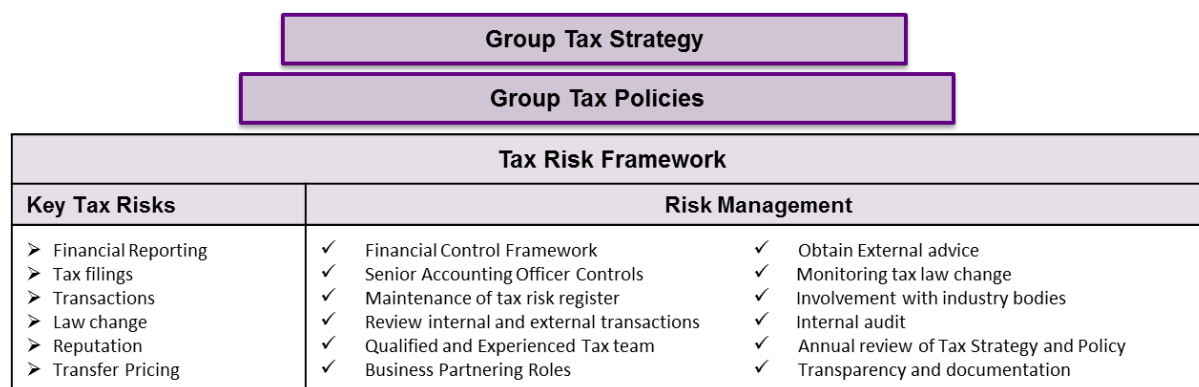 Group Tax Strategy
Group Tax Policies
Tax Risk Framework
Key Tax Risks
Financial Reporting
Tax filings
Transactions
Law change
Reputation
Transfer Pricing
Risk Management
Financial Control Framework
Senior Accounting Officer Controls
Maintenance of tax risk register
Review internal and external transactions
Qualified and Experienced Tax team
Business Partnering Roles
Obtain External advice
Monitoring tax law change
Involvement with industry bodies
Internal audit
Annual review of Tax Strategy and Policy
Transparency and documentation